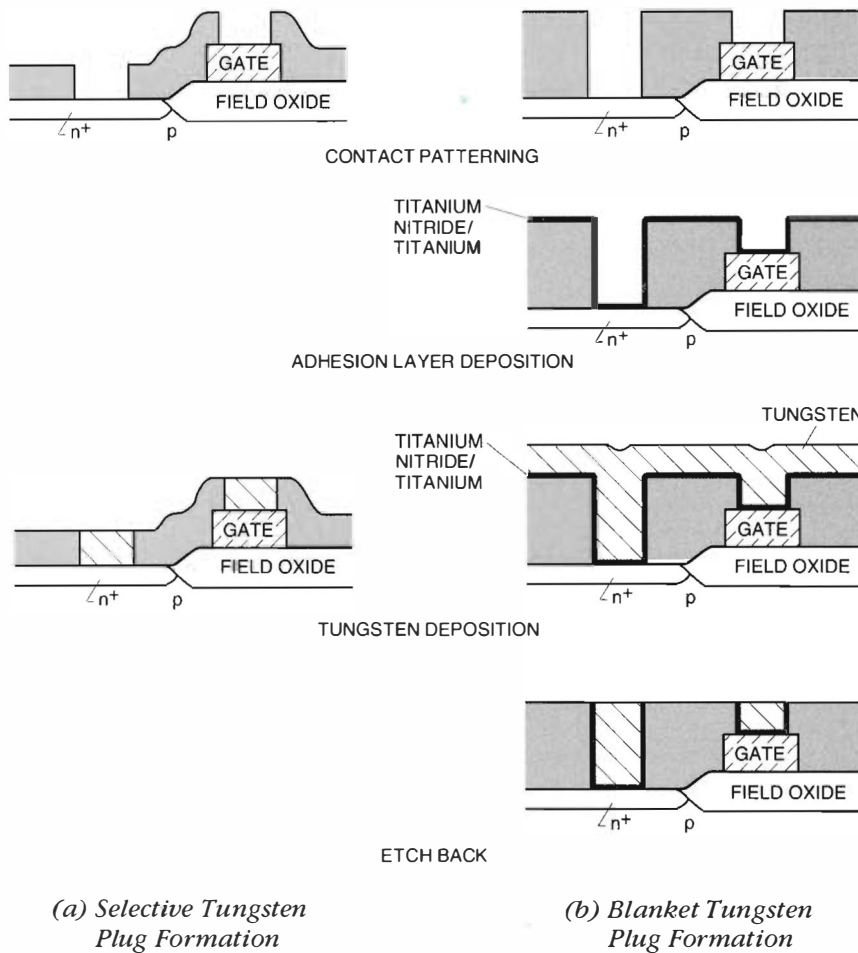 GATE
FIELD OXIDE
n+
p
GATE
FIELD OXIDE
n+
p
CONTACT PATTERNING
TITANIUM
NITRIDE/
TITANIUM
GATE
FIELD OXIDE
n+
p
ADHESION LAYER DEPOSITION
TUNGSTEN
TITANIUM
NITRIDE/
TITANIUM
GATE
FIELD OXIDE
n+
p
GATE
FIELD OXIDE
n+
p
TUNGSTEN DEPOSITION
GATE
FIELD OXIDE
n+
p
ETCH BACK
(a) Selective Tungsten
Plug Formation
(b) Blanket Tungsten
Plug Formation